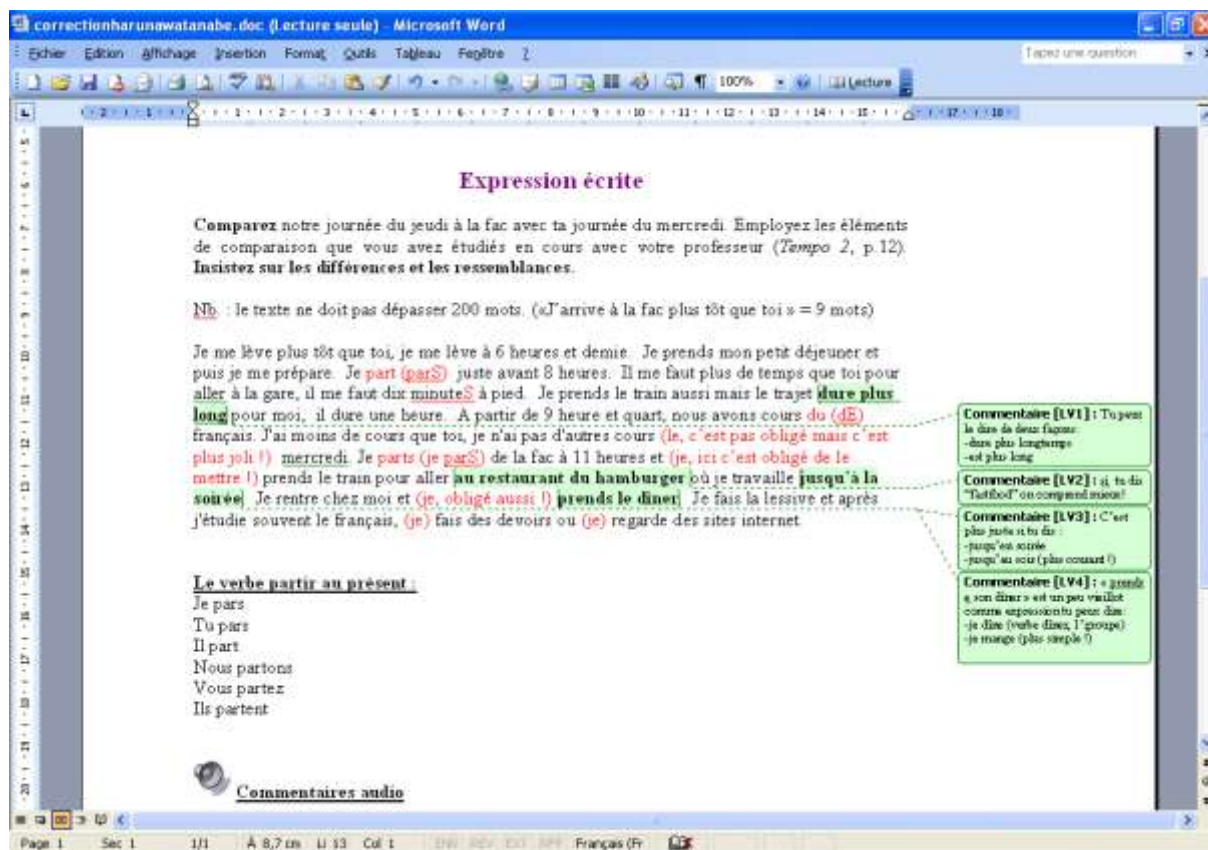 correctionharunawatanabe.doc (Lecture seule) - Microsoft Word
Fichier Edition Affichage Insertion Format Outils Tableau Fenêtre ? Tapez une question
100% Lecture
Expression écrite
Comparez notre journée du jeudi à la fac avec ta journée du mercredi. Employez les éléments
de comparaison que vous avez étudiés en cours avec votre professeur (Tempo 2, p.12).
Insistez sur les différences et les ressemblances.
Nb. : le texte ne doit pas dépasser 200 mots. («J'arrive à la fac plus tôt que toi » = 9 mots)
Je me lève plus tôt que toi, je me lève à 6 heures et demie. Je prends mon petit déjeuner et
puis je me prépare. Je part (parS) juste avant 8 heures. Il me faut plus de temps que toi pour
aller à la gare, il me faut dix minuteS à pied. Je prends le train aussi mais le trajet dure plus
long pour moi, il dure une heure. A partir de 9 heure et quart, nous avons cours du (dE)
français. J'ai moins de cours que toi, je n'ai pas d'autres cours (le, c'est pas obligé mais c'est
plus joli !) mercredi. Je parts (je parS) de la fac à 11 heures et (je, ici c'est obligé de le
mettre !) prends le train pour aller au restaurant du hamburger où je travaille jusqu'à la
soirée. Je rentre chez moi et (je, obligé aussi !) prends le dîner. Je fais la lessive et après
j'étudie souvent le français, (je) fais des devoirs ou (je) regarde des sites internet
Commentaire [LV1] : Tu peux
le dire de deux façons :
-dure plus longtemps
-est plus long
Commentaire [LV2] : si tu dis
"fastfood" on comprend mieux!
Commentaire [LV3] : C'est
plus juste si tu dis :
-jusqu'en soirée
-jusqu'au soir (plus courant !)
Commentaire [LV4] : « prendr
e son dîner » est un peu vieillot
comme expression tu peux dire:
-je dîne (verbe dîner, 1°groupe)
-je mange (plus simple !)
Le verbe partir au présent :
Je pars
Tu pars
Il part
Nous partons
Vous partez
Ils partent
Commentaires audio
Page 1 Sec 1 1/1 À 8,7 cm Li 13 Col 1 Français (Fr